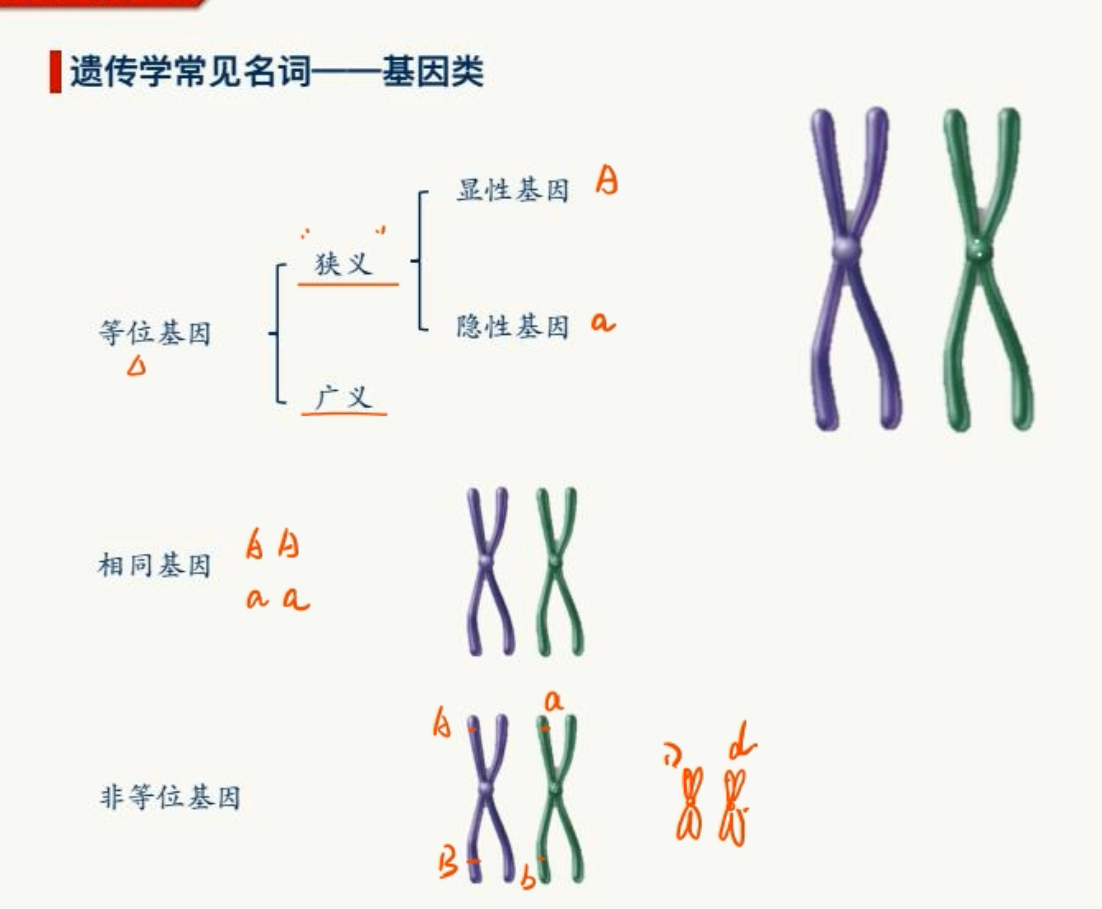 遗传学常见名词——基因类
显性基因 A
狭义
等位基因
隐性基因 a
广义
相同基因 A A
a a
非等位基因
A a
D d
B b